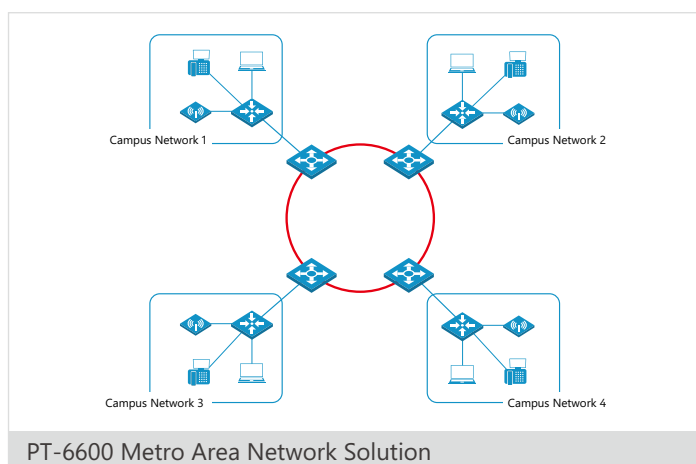 Campus Network 1
Campus Network 2
Campus Network 3
Campus Network 4
PT-6600 Metro Area Network Solution